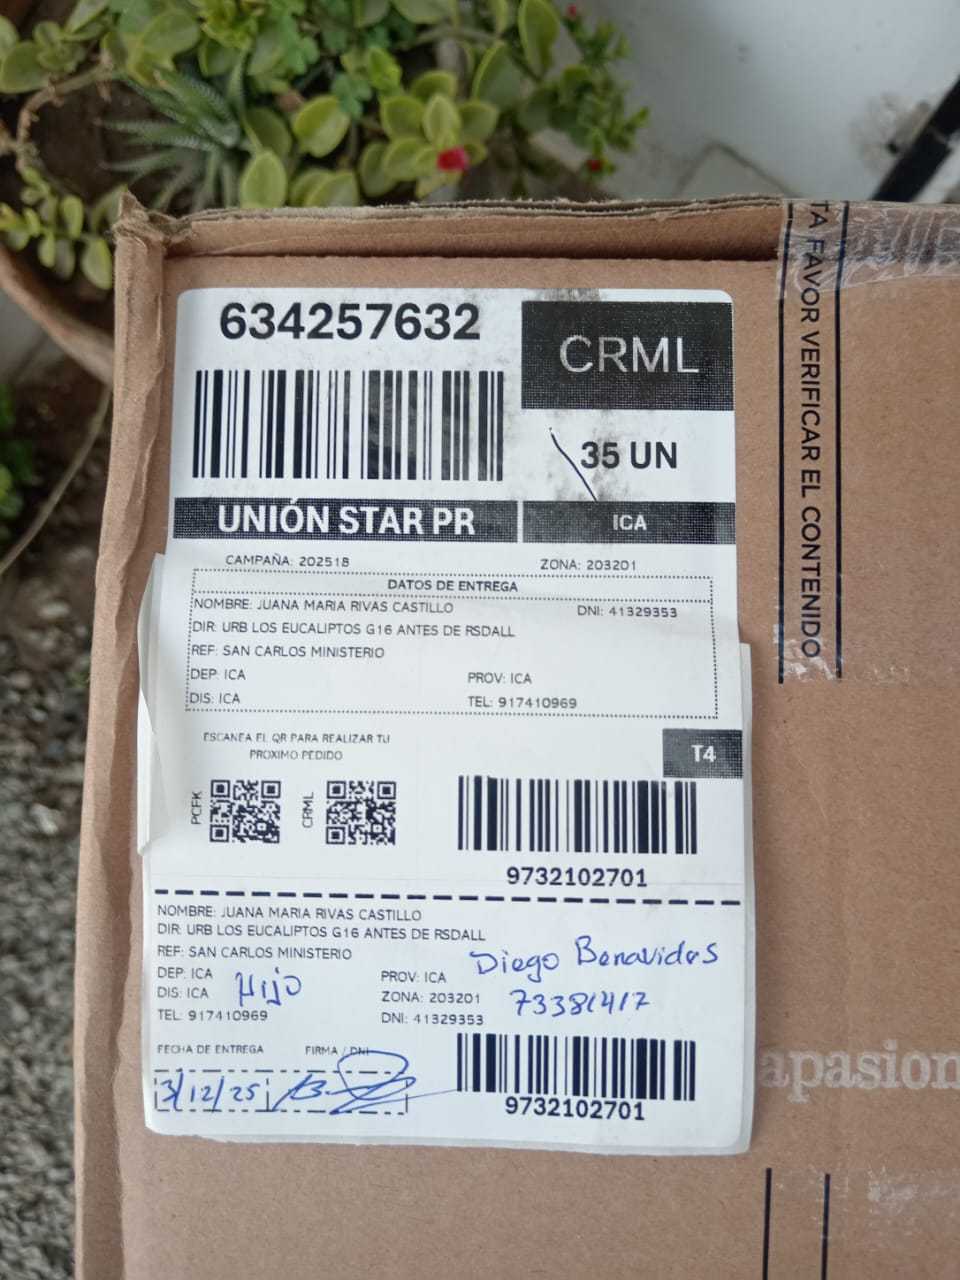 634257632
CRML
35 UN
UNIÓN STAR PR
ICA
CAMPAÑA: 202518
ZONA: 203201
DATOS DE ENTREGA
NOMBRE: JUANA MARIA RIVAS CASTILLO
DNI: 41329353
DIR: URB LOS EUCALIPTOS G16 ANTES DE RSDALL
REF: SAN CARLOS MINISTERIO
DEP: ICA
PROV: ICA
DIS: ICA
TEL: 917410969
ESCANEA EL QR PARA REALIZAR TU
PROXIMO PEDIDO
T4
PCFK
CRML
9732102701
NOMBRE: JUANA MARIA RIVAS CASTILLO
DIR: URB LOS EUCALIPTOS G16 ANTES DE RSDALL
REF: SAN CARLOS MINISTERIO
Diego Benavides
DEP: ICA
PROV: ICA
DIS: ICA
Hijo
ZONA: 203201
73381417
TEL: 917410969
DNI: 41329353
FECHA DE ENTREGA
FIRMA / DNI
3/12/25
9732102701
TA FAVOR VERIFICAR EL CONTENIDO
apasion